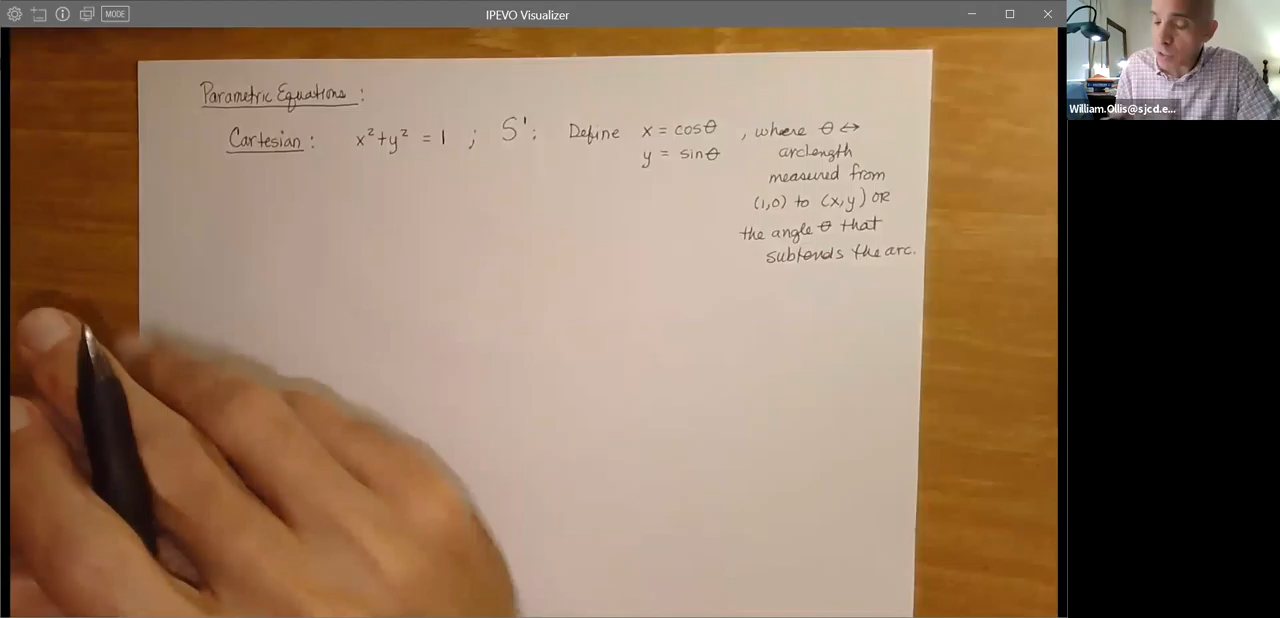 MODE
IPEVO Visualizer
William.Ollis@sjcd.e...
Parametric Equations :
Cartesian : x² + y² = 1 ; S¹ : Define x = cosθ , where θ ↔
y = sinθ arclength
measured from
(1,0) to (x,y) OR
the angle θ that
subtends the arc.